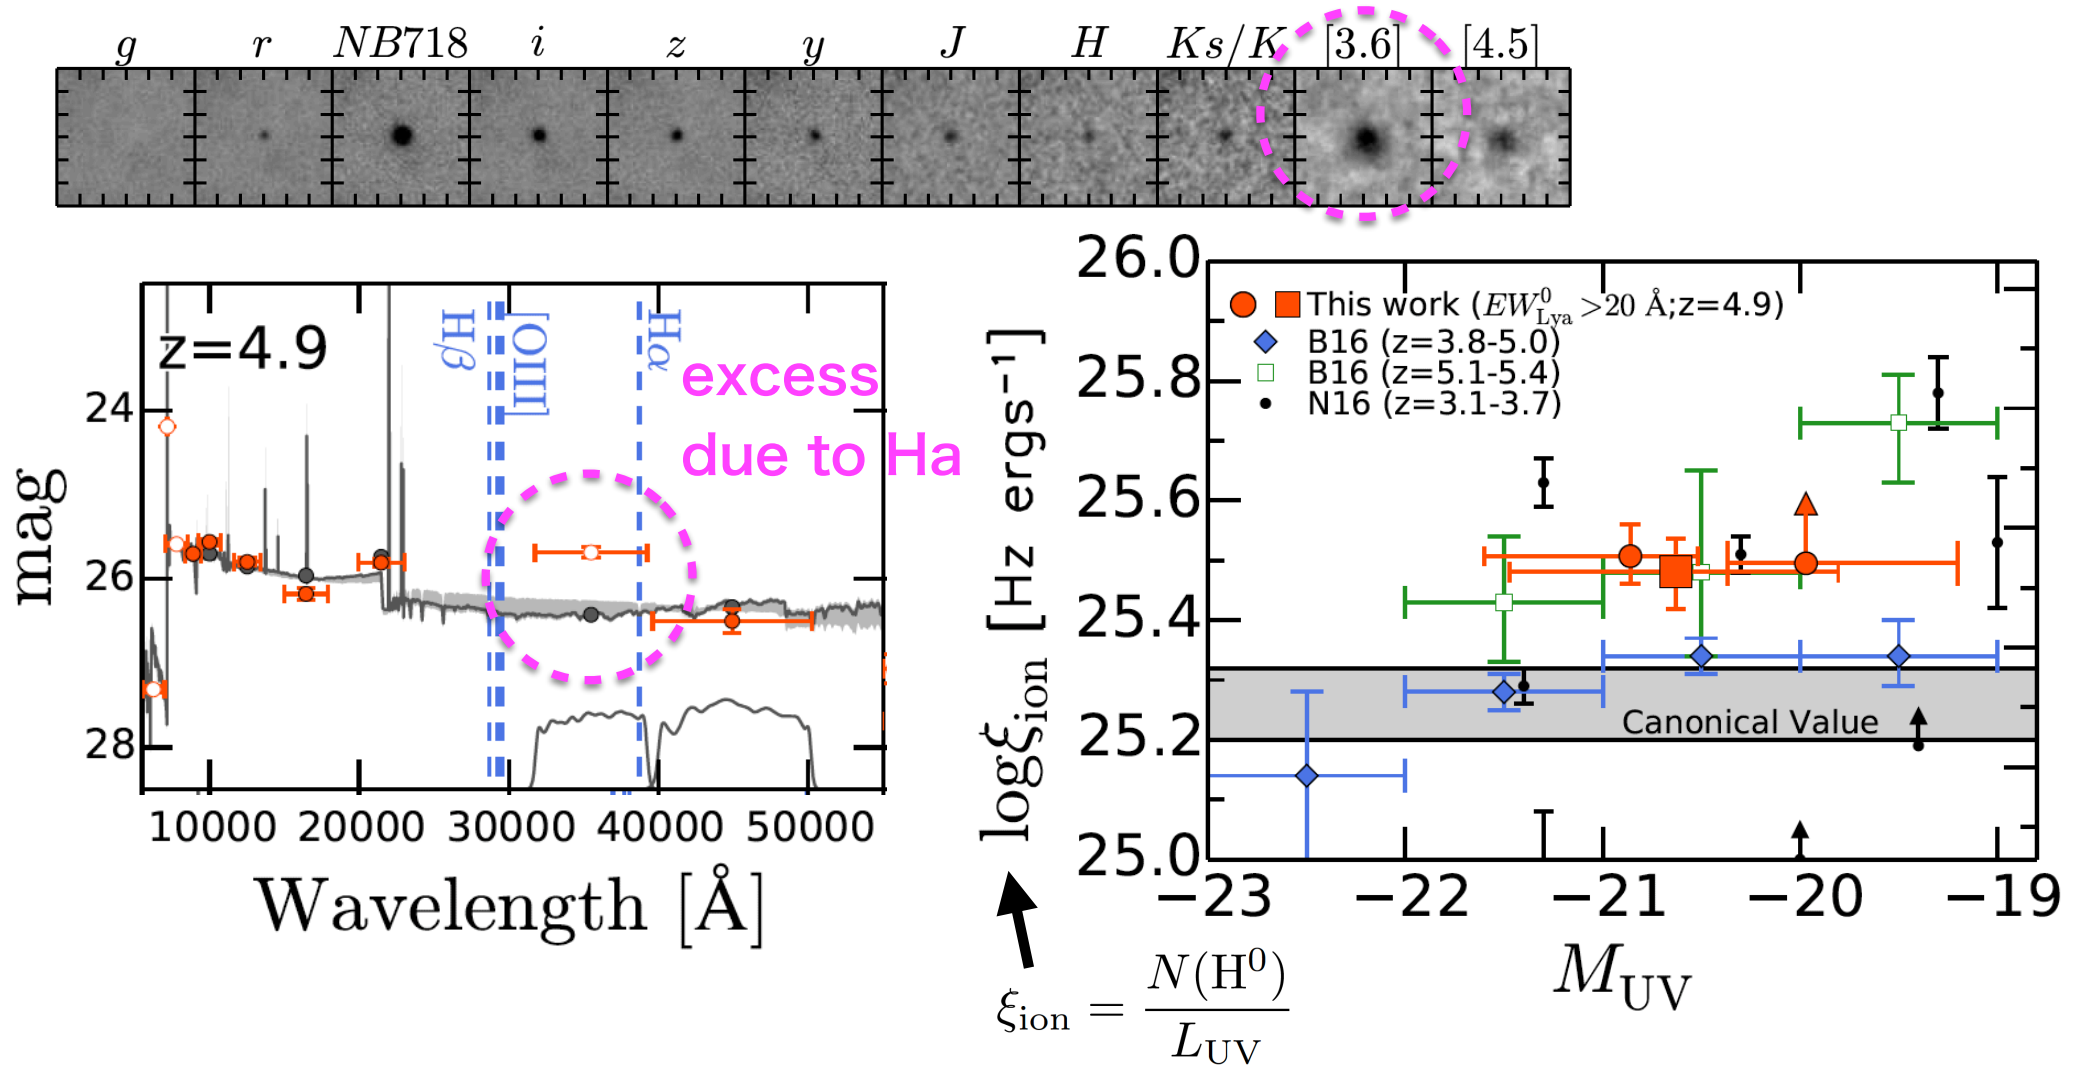 g r NB718 i z y J H Ks/K [3.6] [4.5]
z=4.9
Hβ
[OIII]
Hα
excess
due to Ha
24
26
28
mag
10000 20000 30000 40000 50000
Wavelength [Å]
26.0
25.8
25.6
25.4
25.2
25.0
logξion [Hz ergs⁻¹]
This work (EW⁰Lya >20 Å;z=4.9)
B16 (z=3.8-5.0)
B16 (z=5.1-5.4)
N16 (z=3.1-3.7)
Canonical Value
−23 −22 −21 −20 −19
MUV
ξion = N(H⁰) / LUV